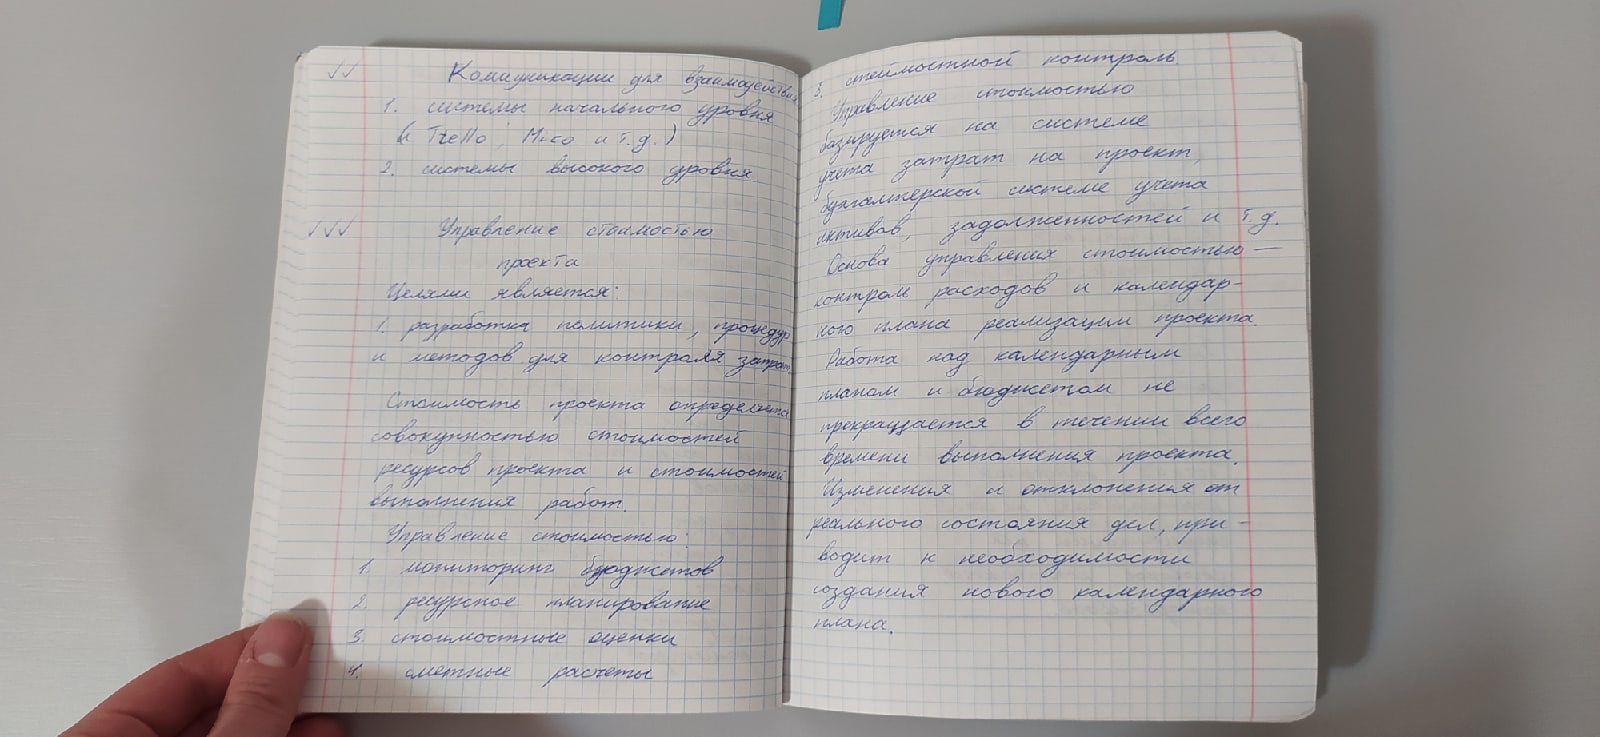 Коммуникации для взаимодействия
1. системы начального уровня
(Trello, Miro и т.д.)
2. системы высокого уровня
Управление стоимостью
проекта
Целями является:
1. разработка политики, процедур
и методов для контроля затрат.
Стоимость проекта определяется
совокупностью стоимостей
ресурсов проекта и стоимостей
выполнения работ.
Управление стоимостью:
1. мониторинг бюджетов
2. ресурсное планирование
3. стоимостные оценки
4. сметные расчеты
5. стоимостной контроль.
Управление стоимостью
базируется на системе
учета затрат на проект,
бухгалтерской системе учета
активов, задолженностей и т.д.
Основа управления стоимостью —
контроль расходов и календар-
ного плана реализации проекта.
Работа над календарным
планом и бюджетом не
прекращается в течении всего
времени выполнения проекта.
Изменения и отклонения от
реального состояния дел, при-
водит к необходимости
создания нового календарного
плана.